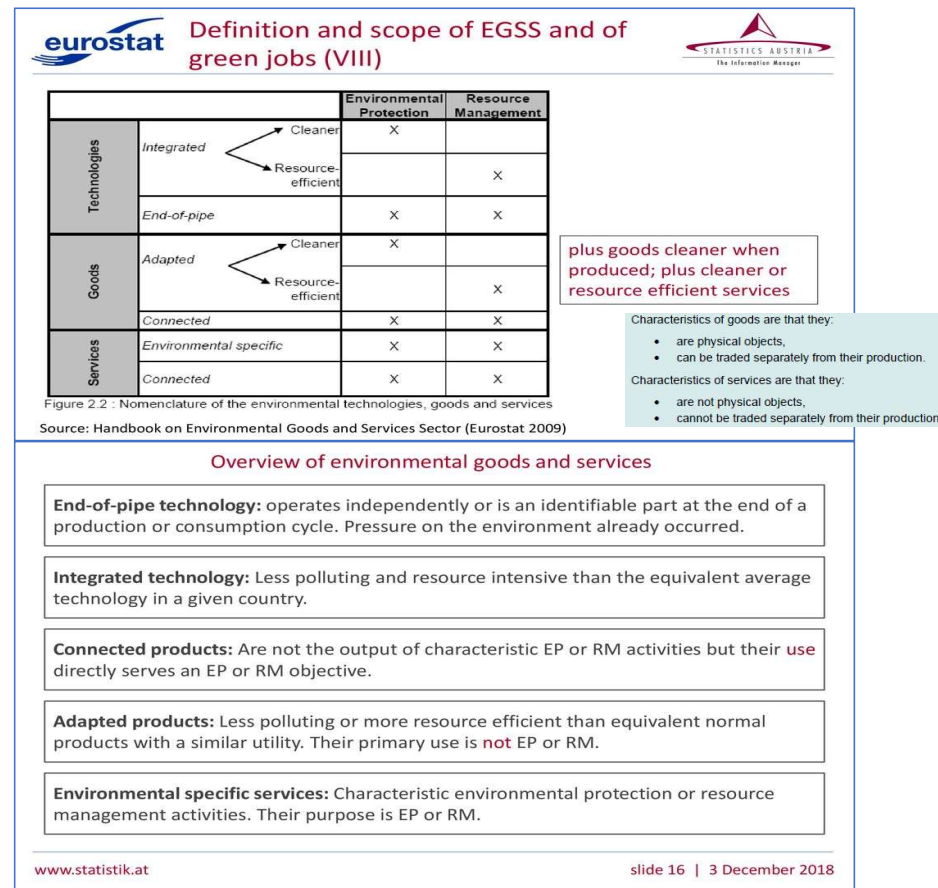 eurostat
Definition and scope of EGSS and of
green jobs (VIII)
STATISTICS AUSTRIA
The Information Manager
Environmental Protection
Resource Management
Technologies
Integrated
Cleaner
X
Resource-
efficient
X
End-of-pipe
X
X
Goods
Adapted
Cleaner
X
Resource-
efficient
X
Connected
X
X
Services
Environmental specific
X
X
Connected
X
X
plus goods cleaner when
produced; plus cleaner or
resource efficient services
Characteristics of goods are that they:
• are physical objects,
• can be traded separately from their production.
Characteristics of services are that they:
• are not physical objects,
• cannot be traded separately from their production
Figure 2.2 : Nomenclature of the environmental technologies, goods and services
Source: Handbook on Environmental Goods and Services Sector (Eurostat 2009)
Overview of environmental goods and services
End-of-pipe technology: operates independently or is an identifiable part at the end of a
production or consumption cycle. Pressure on the environment already occurred.
Integrated technology: Less polluting and resource intensive than the equivalent average
technology in a given country.
Connected products: Are not the output of characteristic EP or RM activities but their use
directly serves an EP or RM objective.
Adapted products: Less polluting or more resource efficient than equivalent normal
products with a similar utility. Their primary use is not EP or RM.
Environmental specific services: Characteristic environmental protection or resource
management activities. Their purpose is EP or RM.
www.statistik.at
slide 16 | 3 December 2018